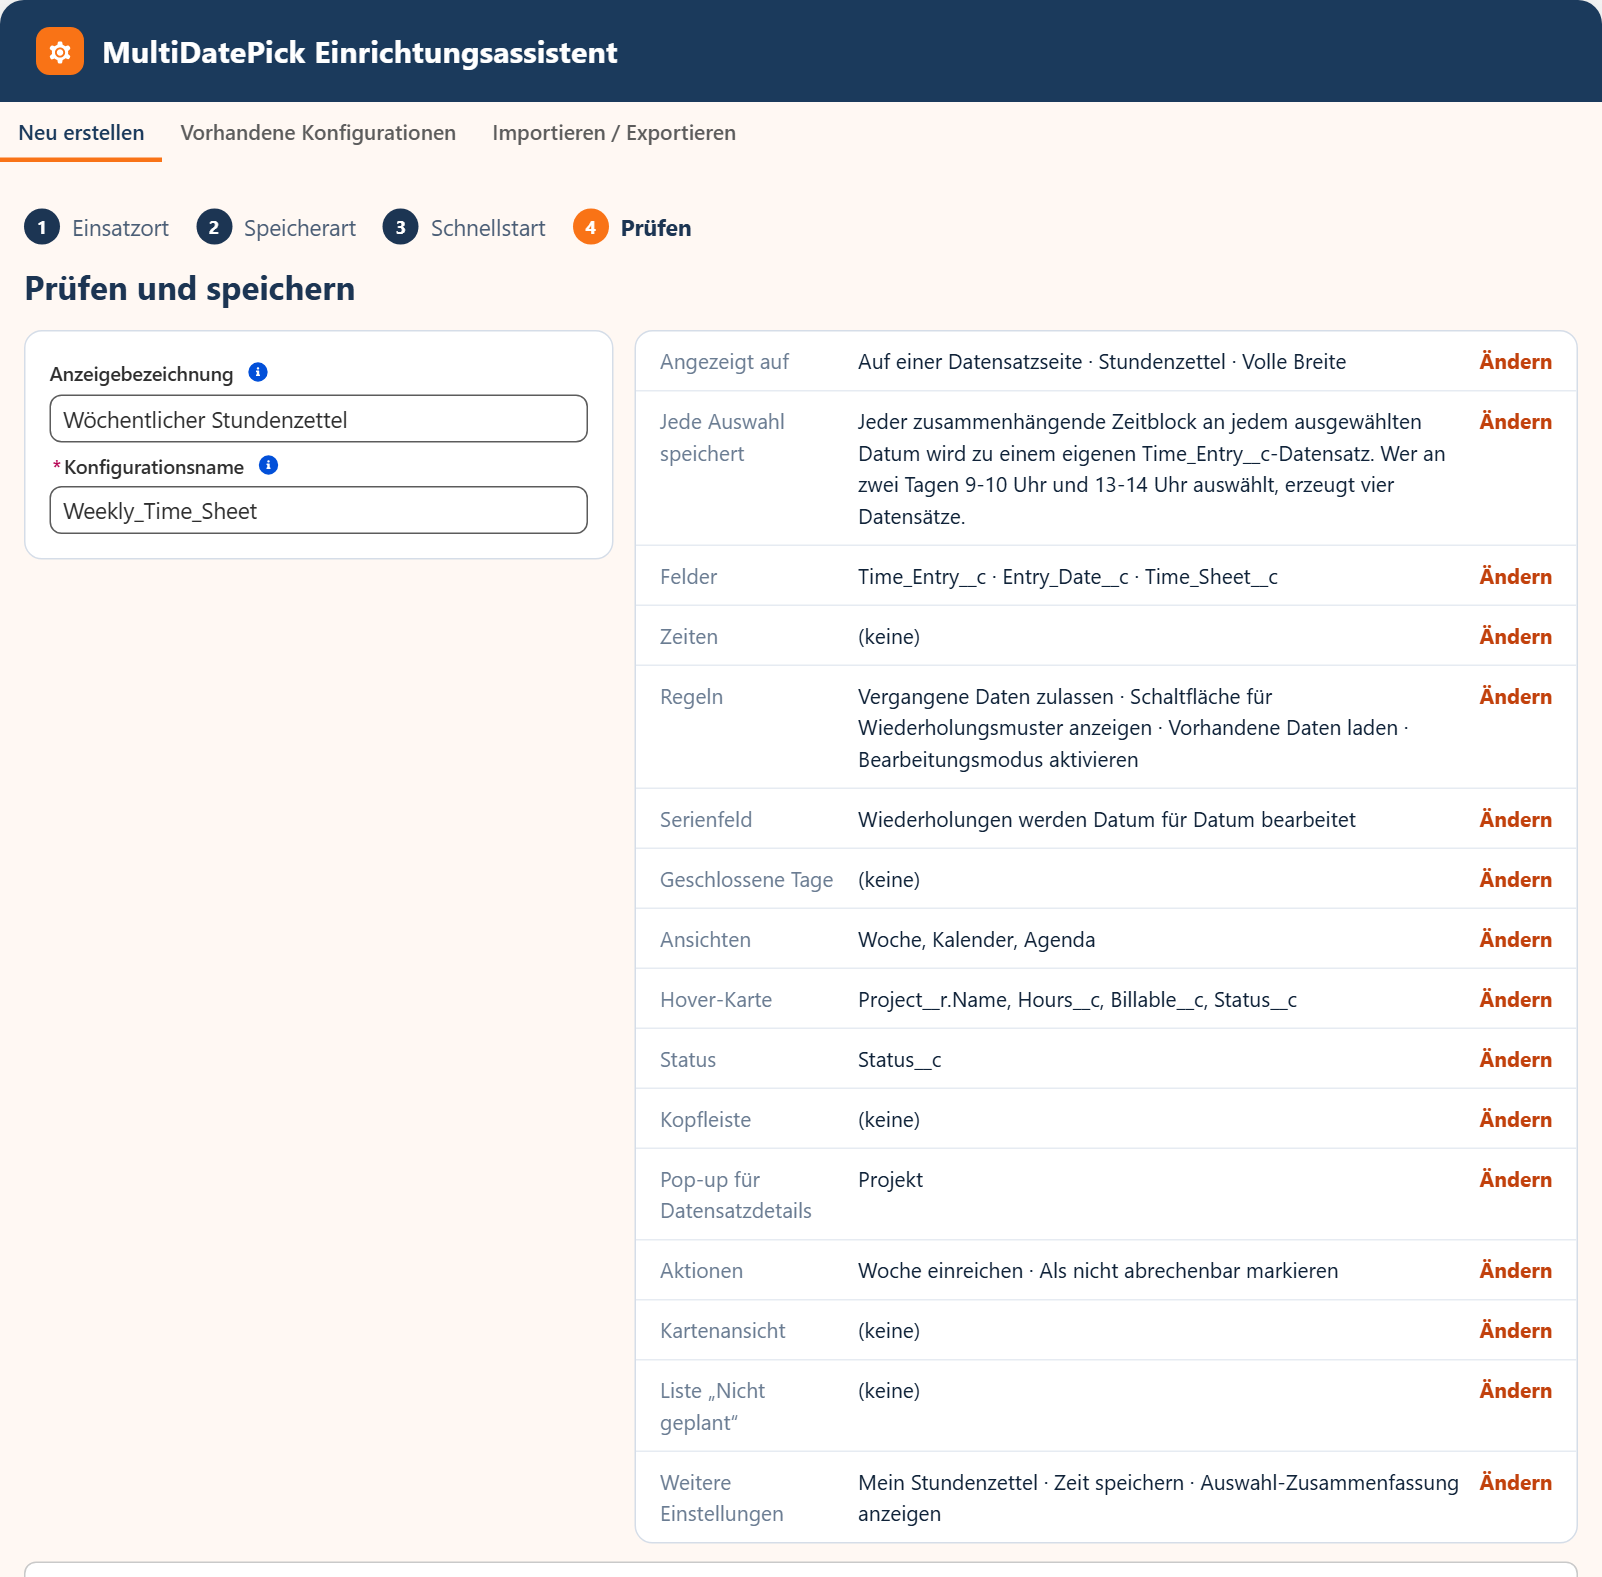 MultiDatePick Einrichtungsassistent
Neu erstellen
Vorhandene Konfigurationen
Importieren / Exportieren
1 Einsatzort
2 Speicherart
3 Schnellstart
4 Prüfen
Prüfen und speichern
Anzeigebezeichnung
Wöchentlicher Stundenzettel
*Konfigurationsname
Weekly_Time_Sheet
Angezeigt auf
Auf einer Datensatzseite · Stundenzettel · Volle Breite
Ändern
Jede Auswahl
speichert
Jeder zusammenhängende Zeitblock an jedem ausgewählten
Datum wird zu einem eigenen Time_Entry__c-Datensatz. Wer an
zwei Tagen 9-10 Uhr und 13-14 Uhr auswählt, erzeugt vier
Datensätze.
Ändern
Felder
Time_Entry__c · Entry_Date__c · Time_Sheet__c
Ändern
Zeiten
(keine)
Ändern
Regeln
Vergangene Daten zulassen · Schaltfläche für
Wiederholungsmuster anzeigen · Vorhandene Daten laden ·
Bearbeitungsmodus aktivieren
Ändern
Serienfeld
Wiederholungen werden Datum für Datum bearbeitet
Ändern
Geschlossene Tage
(keine)
Ändern
Ansichten
Woche, Kalender, Agenda
Ändern
Hover-Karte
Project__r.Name, Hours__c, Billable__c, Status__c
Ändern
Status
Status__c
Ändern
Kopfleiste
(keine)
Ändern
Pop-up für
Datensatzdetails
Projekt
Ändern
Aktionen
Woche einreichen · Als nicht abrechenbar markieren
Ändern
Kartenansicht
(keine)
Ändern
Liste „Nicht
geplant“
(keine)
Ändern
Weitere
Einstellungen
Mein Stundenzettel · Zeit speichern · Auswahl-Zusammenfassung
anzeigen
Ändern